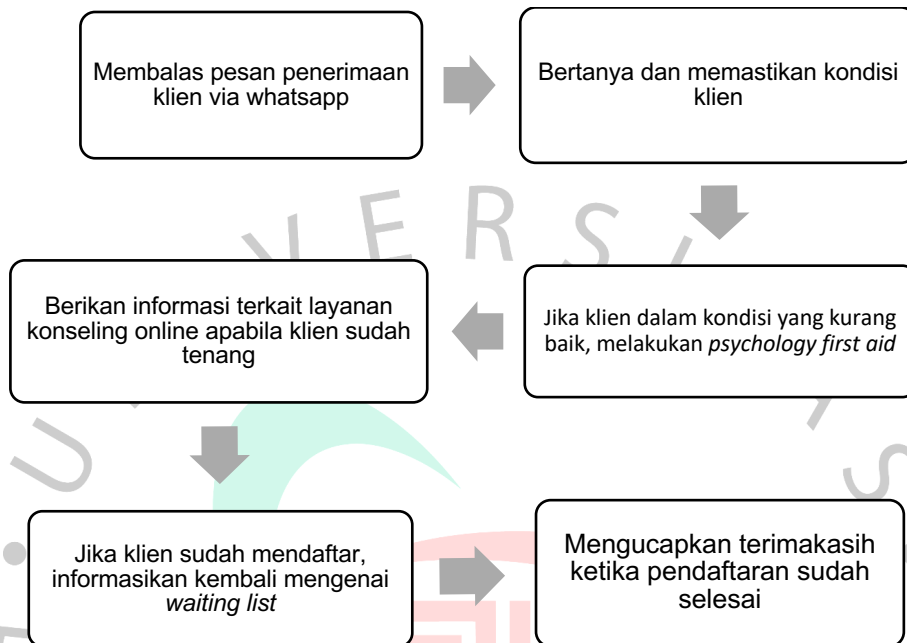 Membalas pesan penerimaan
klien via whatsapp
Bertanya dan memastikan kondisi
klien
Jika klien dalam kondisi yang kurang
baik, melakukan psychology first aid
Berikan informasi terkait layanan
konseling online apabila klien sudah
tenang
Jika klien sudah mendaftar,
informasikan kembali mengenai
waiting list
Mengucapkan terimakasih
ketika pendaftaran sudah
selesai